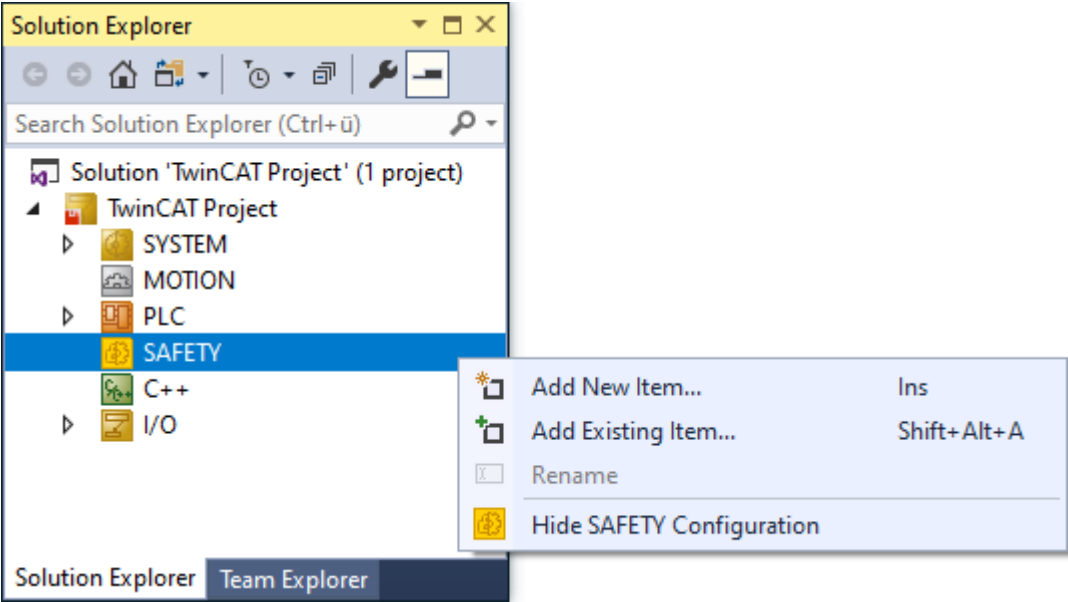 Solution Explorer
Search Solution Explorer (Ctrl+ü)
Solution 'TwinCAT Project' (1 project)
TwinCAT Project
SYSTEM
MOTION
PLC
SAFETY
C++
I/O
Add New Item... Ins
Add Existing Item... Shift+Alt+A
Rename
Hide SAFETY Configuration
Solution Explorer Team Explorer